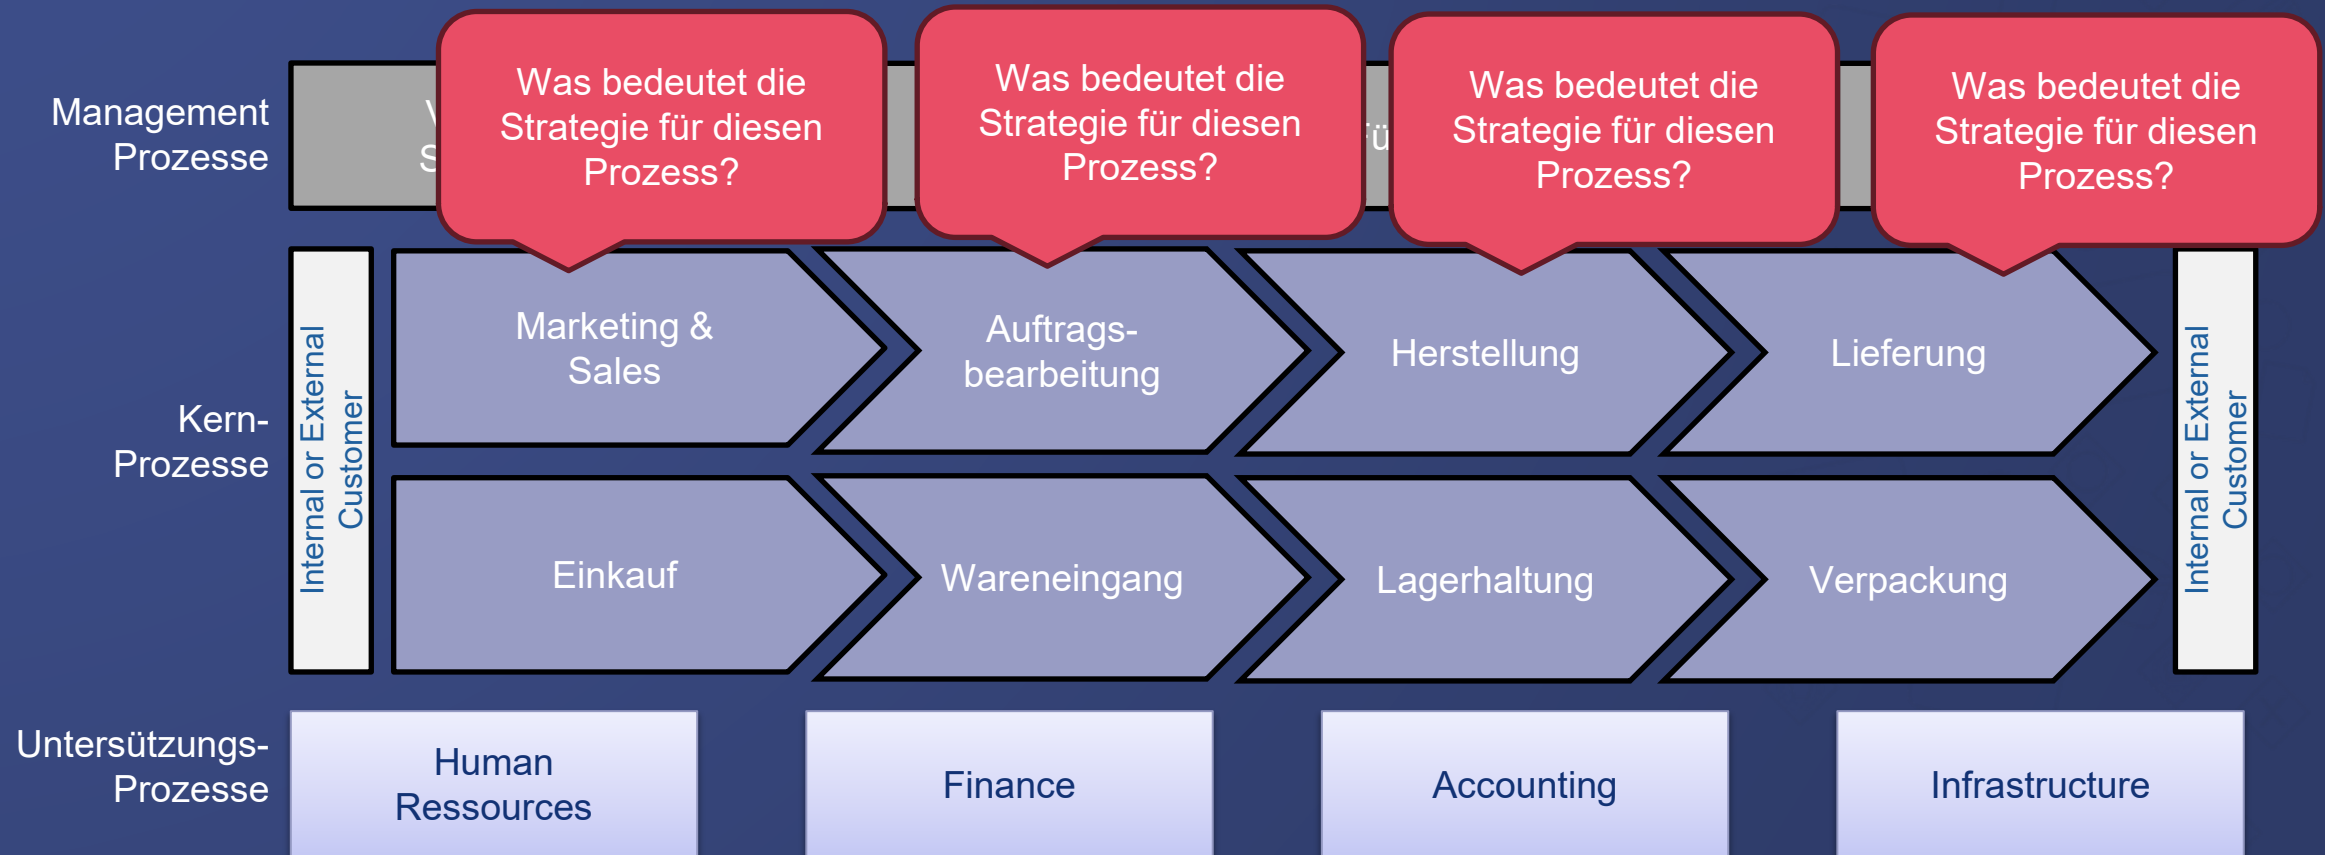 Management
Prozesse
Was bedeutet die
Strategie für diesen
Prozess?
Was bedeutet die
Strategie für diesen
Prozess?
Was bedeutet die
Strategie für diesen
Prozess?
Was bedeutet die
Strategie für diesen
Prozess?
Kern-
Prozesse
Internal or External
Customer
Marketing &
Sales
Auftrags-
bearbeitung
Herstellung
Lieferung
Einkauf
Wareneingang
Lagerhaltung
Verpackung
Internal or External
Customer
Untersützungs-
Prozesse
Human
Ressources
Finance
Accounting
Infrastructure